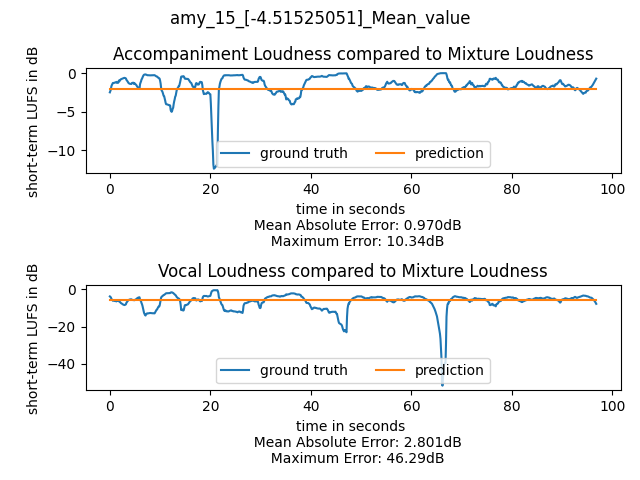 amy_15_[-4.51525051]_Mean_value
Accompaniment Loudness compared to Mixture Loudness
short-term LUFS in dB
0
−5
−10
ground truth
prediction
0 20 40 60 80 100
time in seconds
Mean Absolute Error: 0.970dB
Maximum Error: 10.34dB
Vocal Loudness compared to Mixture Loudness
short-term LUFS in dB
0
−20
−40
ground truth
prediction
0 20 40 60 80 100
time in seconds
Mean Absolute Error: 2.801dB
Maximum Error: 46.29dB